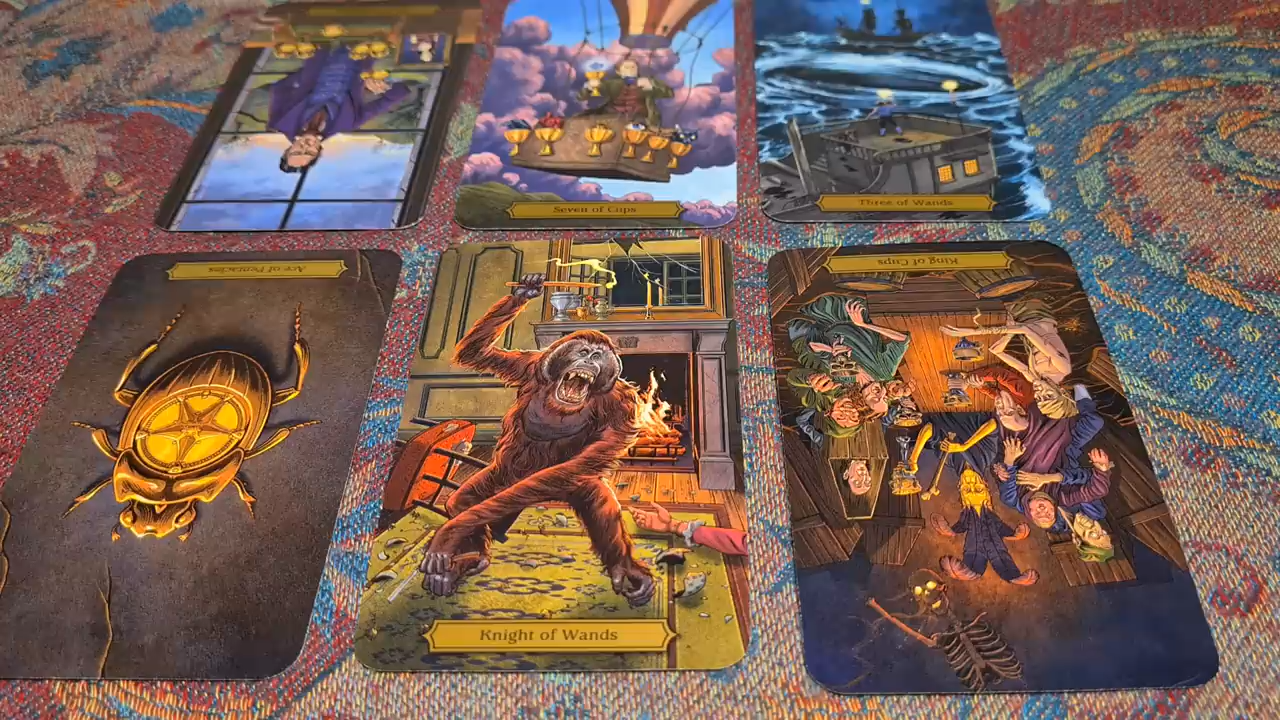 Seven of Cups
Three of Wands
Ace of Pentacles
King of Cups
Knight of Wands